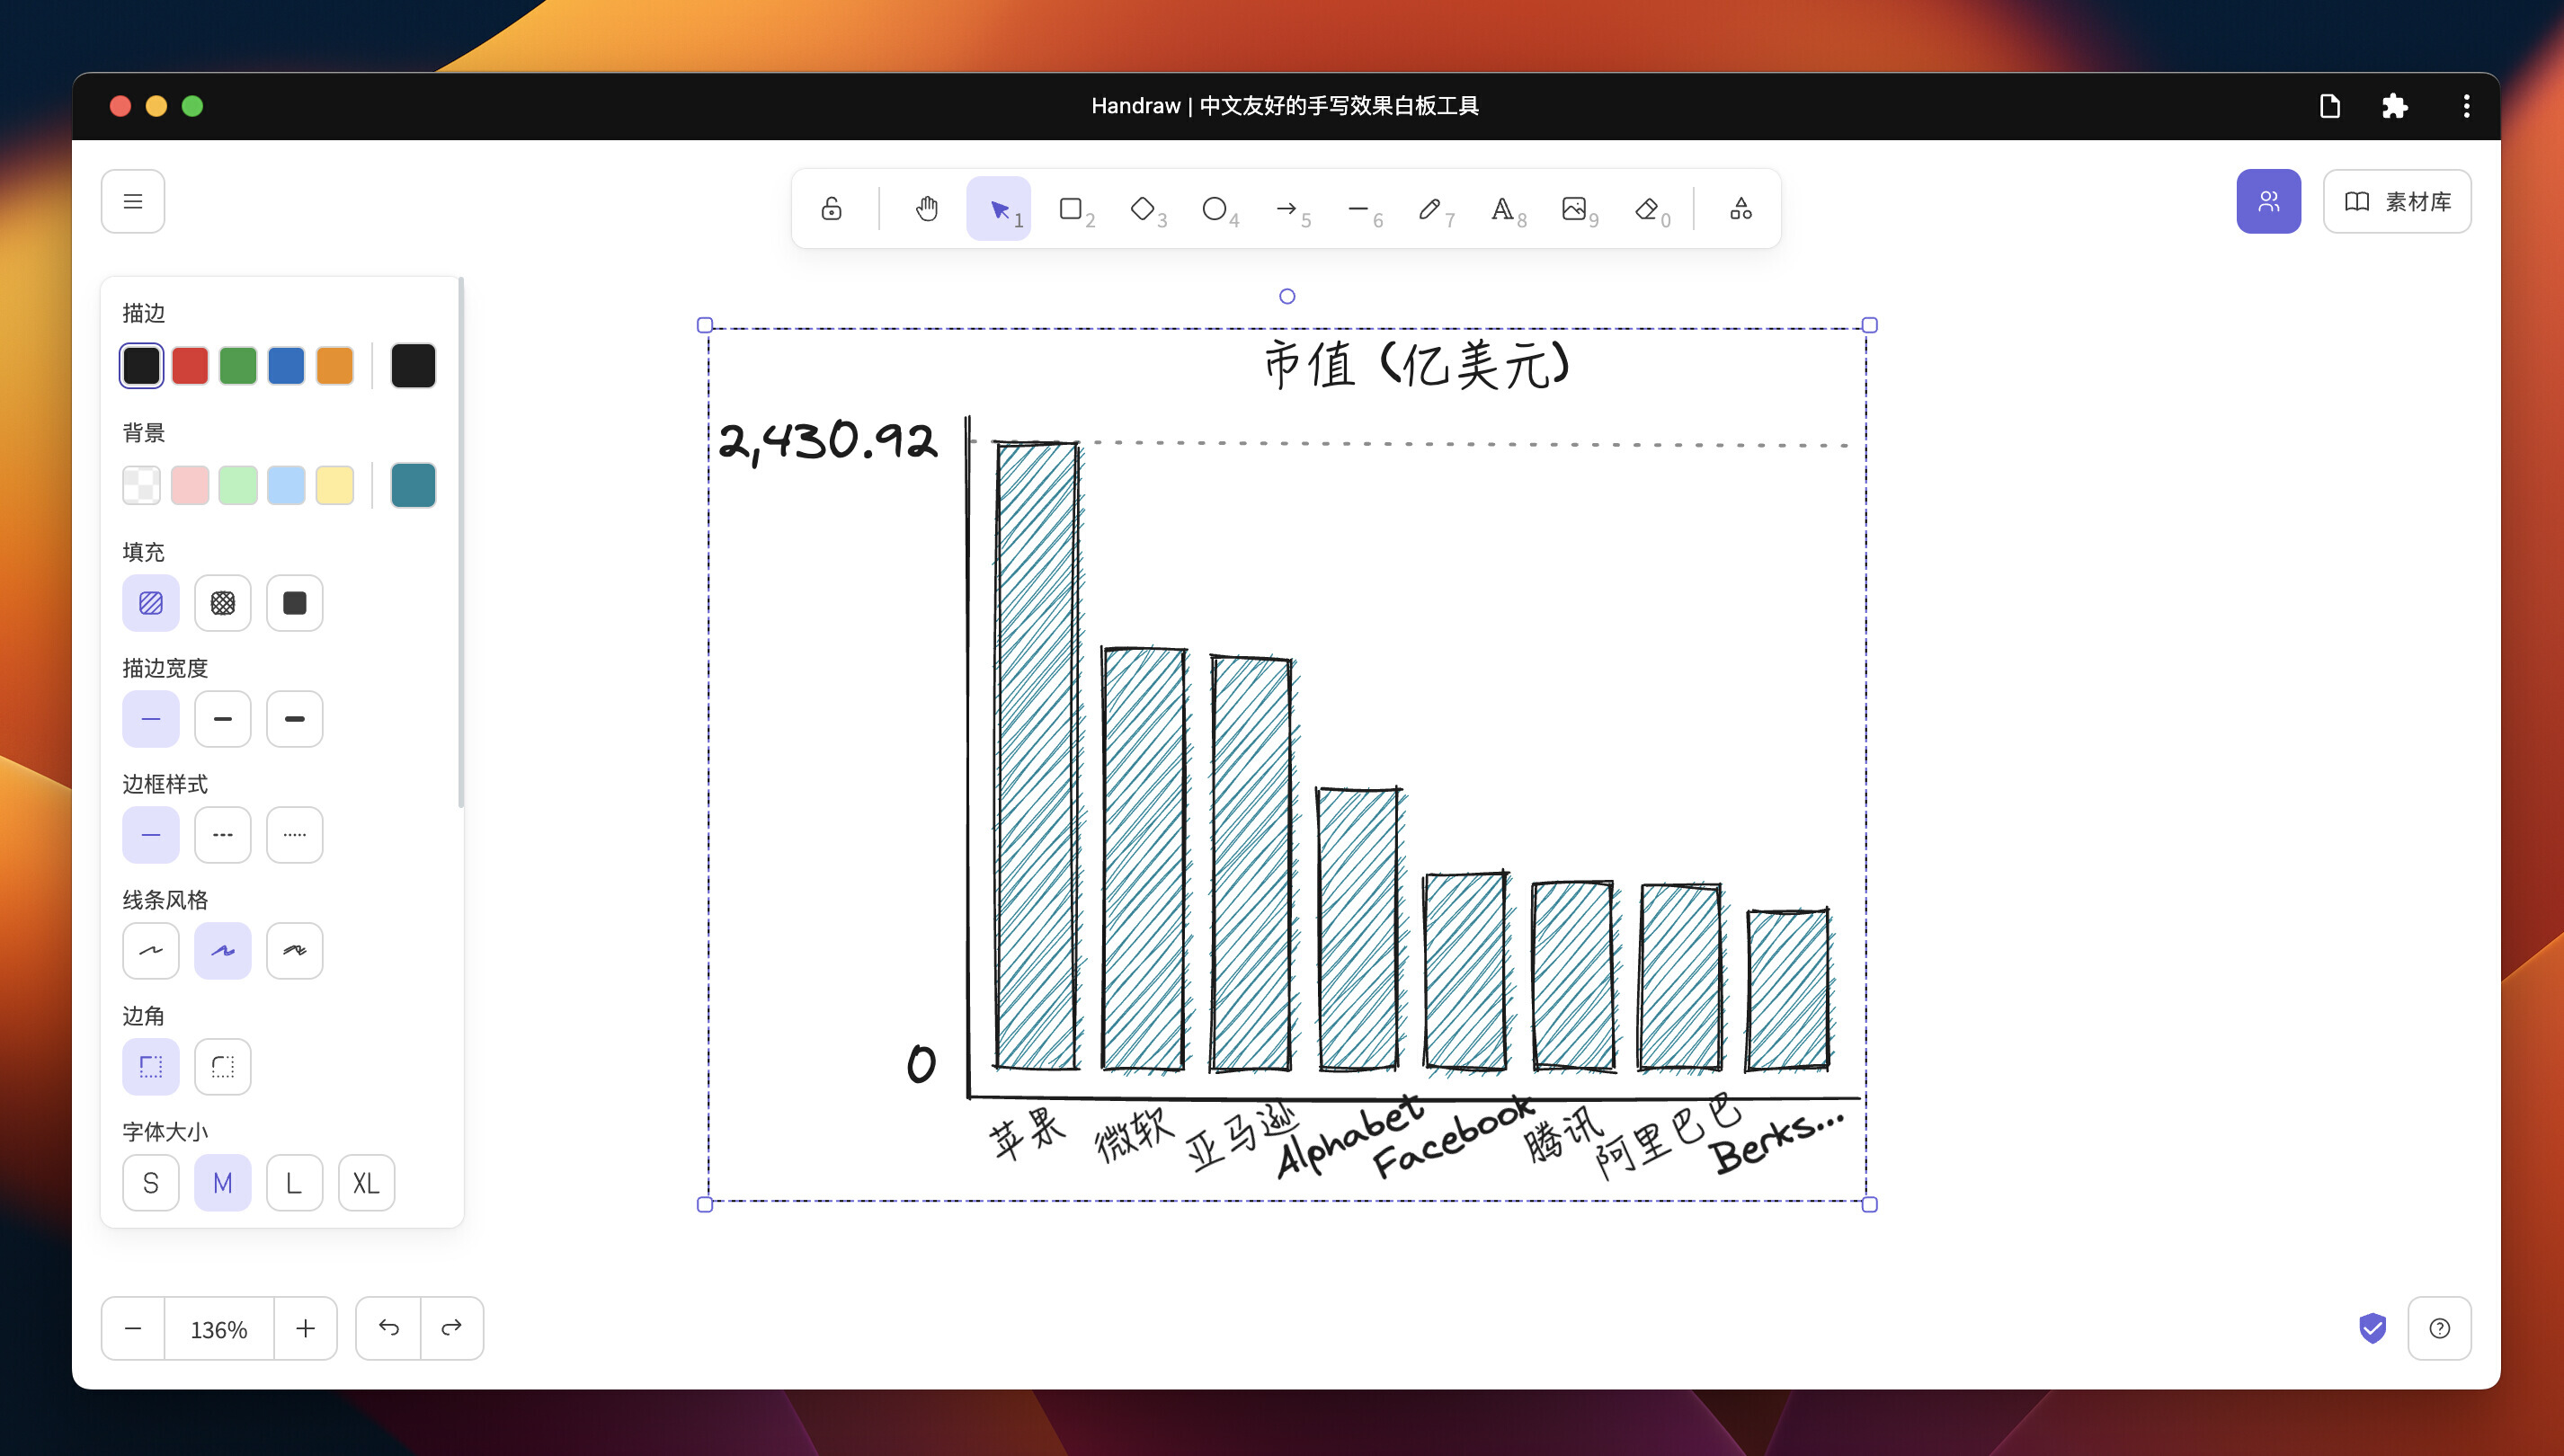 Handraw | 中文友好的手写效果白板工具
1
2
3
4
5
6
7
8
9
0
素材库
描边
背景
填充
描边宽度
边框样式
线条风格
边角
字体大小
S M L XL
136%
市值 (亿美元)
2,430.92
0
苹果
微软
亚马逊
Alphabet
Facebook
腾讯
阿里巴巴
Berks...